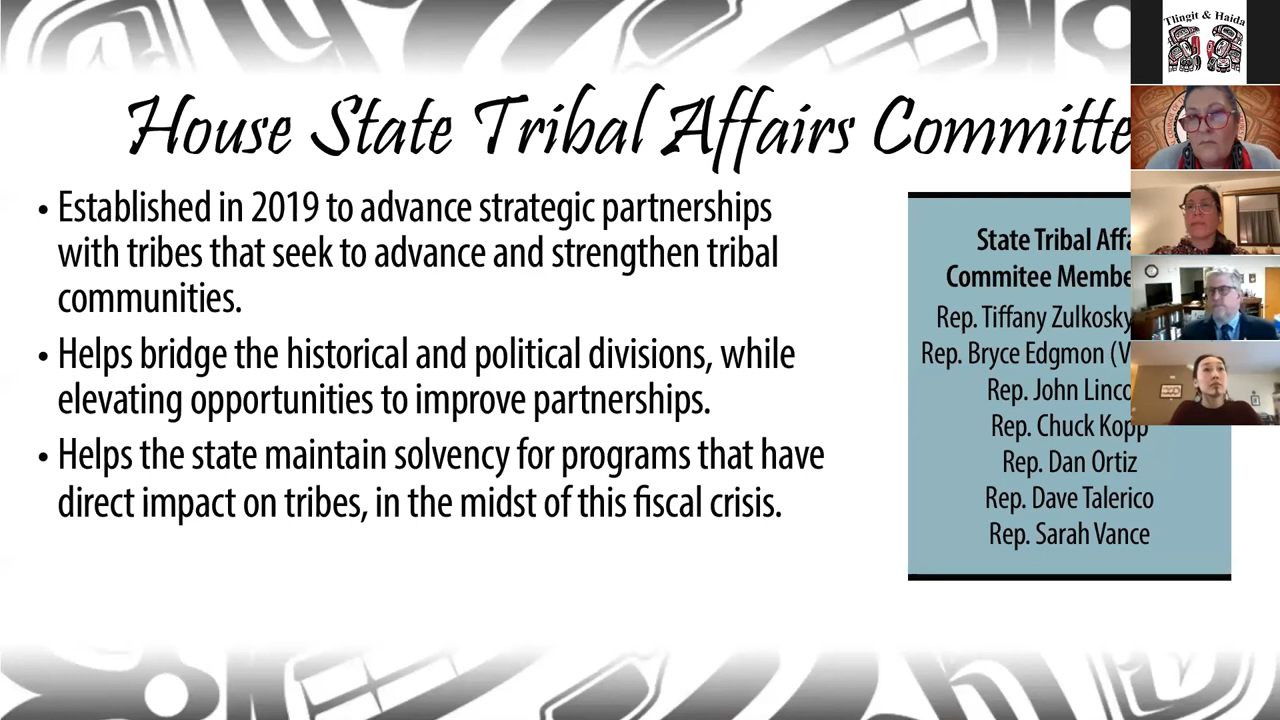 House State Tribal Affairs Committe
• Established in 2019 to advance strategic partnerships
with tribes that seek to advance and strengthen tribal
communities.
• Helps bridge the historical and political divisions, while
elevating opportunities to improve partnerships.
• Helps the state maintain solvency for programs that have
direct impact on tribes, in the midst of this fiscal crisis.
State Tribal Affa
Commitee Membe
Rep. Tiffany Zulkosky
Rep. Bryce Edgmon (V
Rep. John Linco
Rep. Chuck Kopp
Rep. Dan Ortiz
Rep. Dave Talerico
Rep. Sarah Vance
Tlingit & Haida